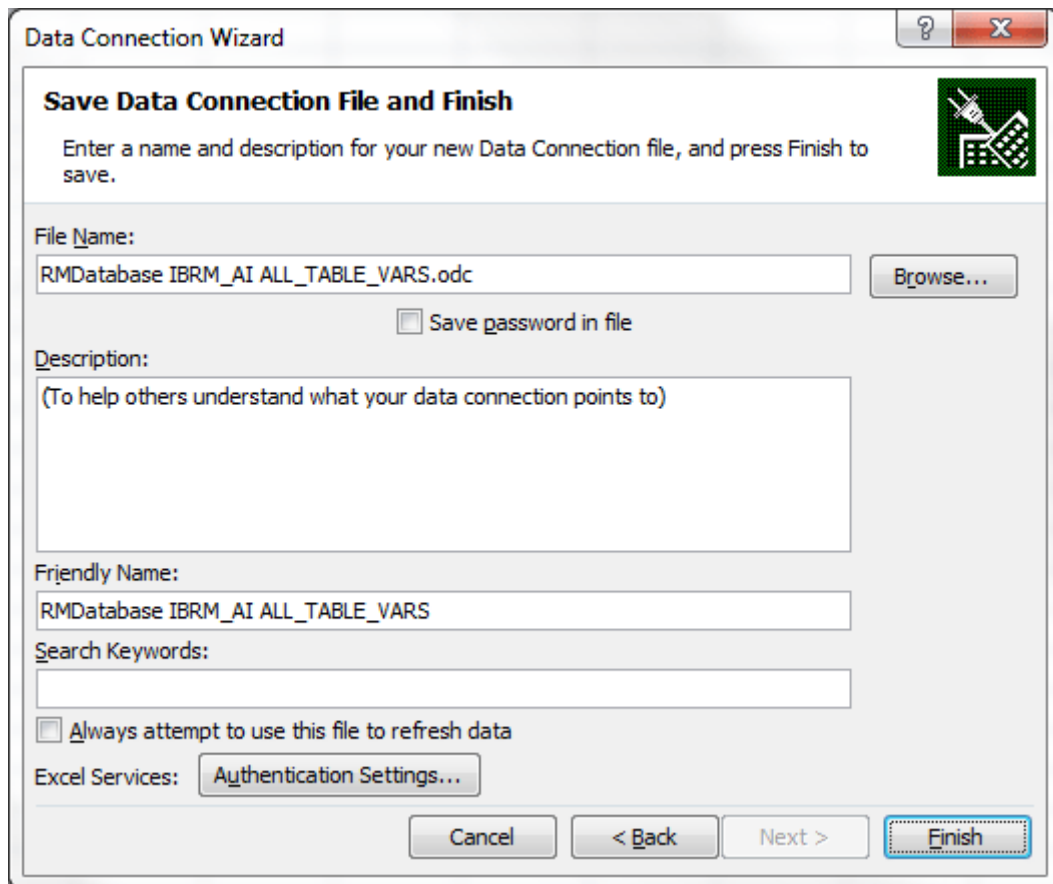 Data Connection Wizard
Save Data Connection File and Finish
Enter a name and description for your new Data Connection file, and press Finish to
save.
File Name:
RMDatabase IBRM_AI ALL_TABLE_VARS.odc
Browse...
Save password in file
Description:
(To help others understand what your data connection points to)
Friendly Name:
RMDatabase IBRM_AI ALL_TABLE_VARS
Search Keywords:
Always attempt to use this file to refresh data
Excel Services: Authentication Settings...
Cancel < Back Next > Finish